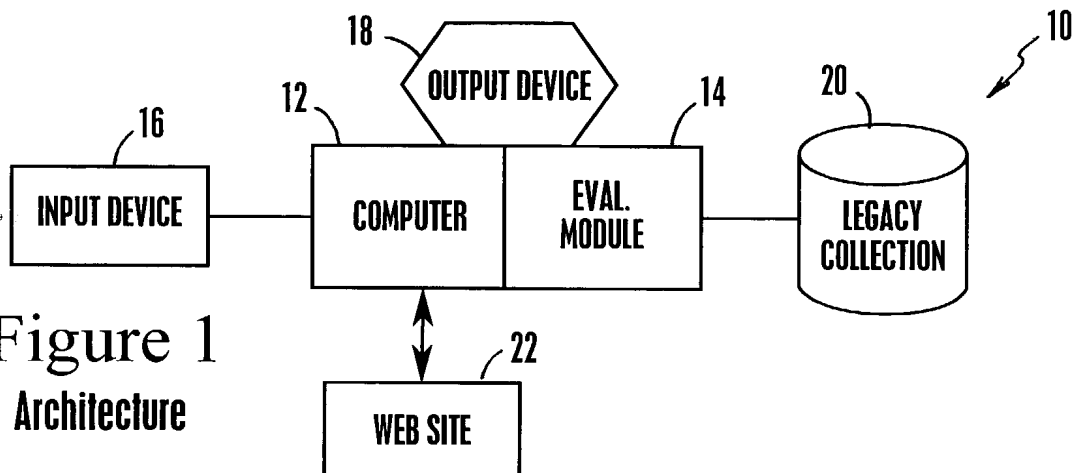 10
18
OUTPUT DEVICE
12
14
20
16
INPUT DEVICE
COMPUTER
EVAL.
MODULE
LEGACY
COLLECTION
Figure 1
Architecture
22
WEB SITE